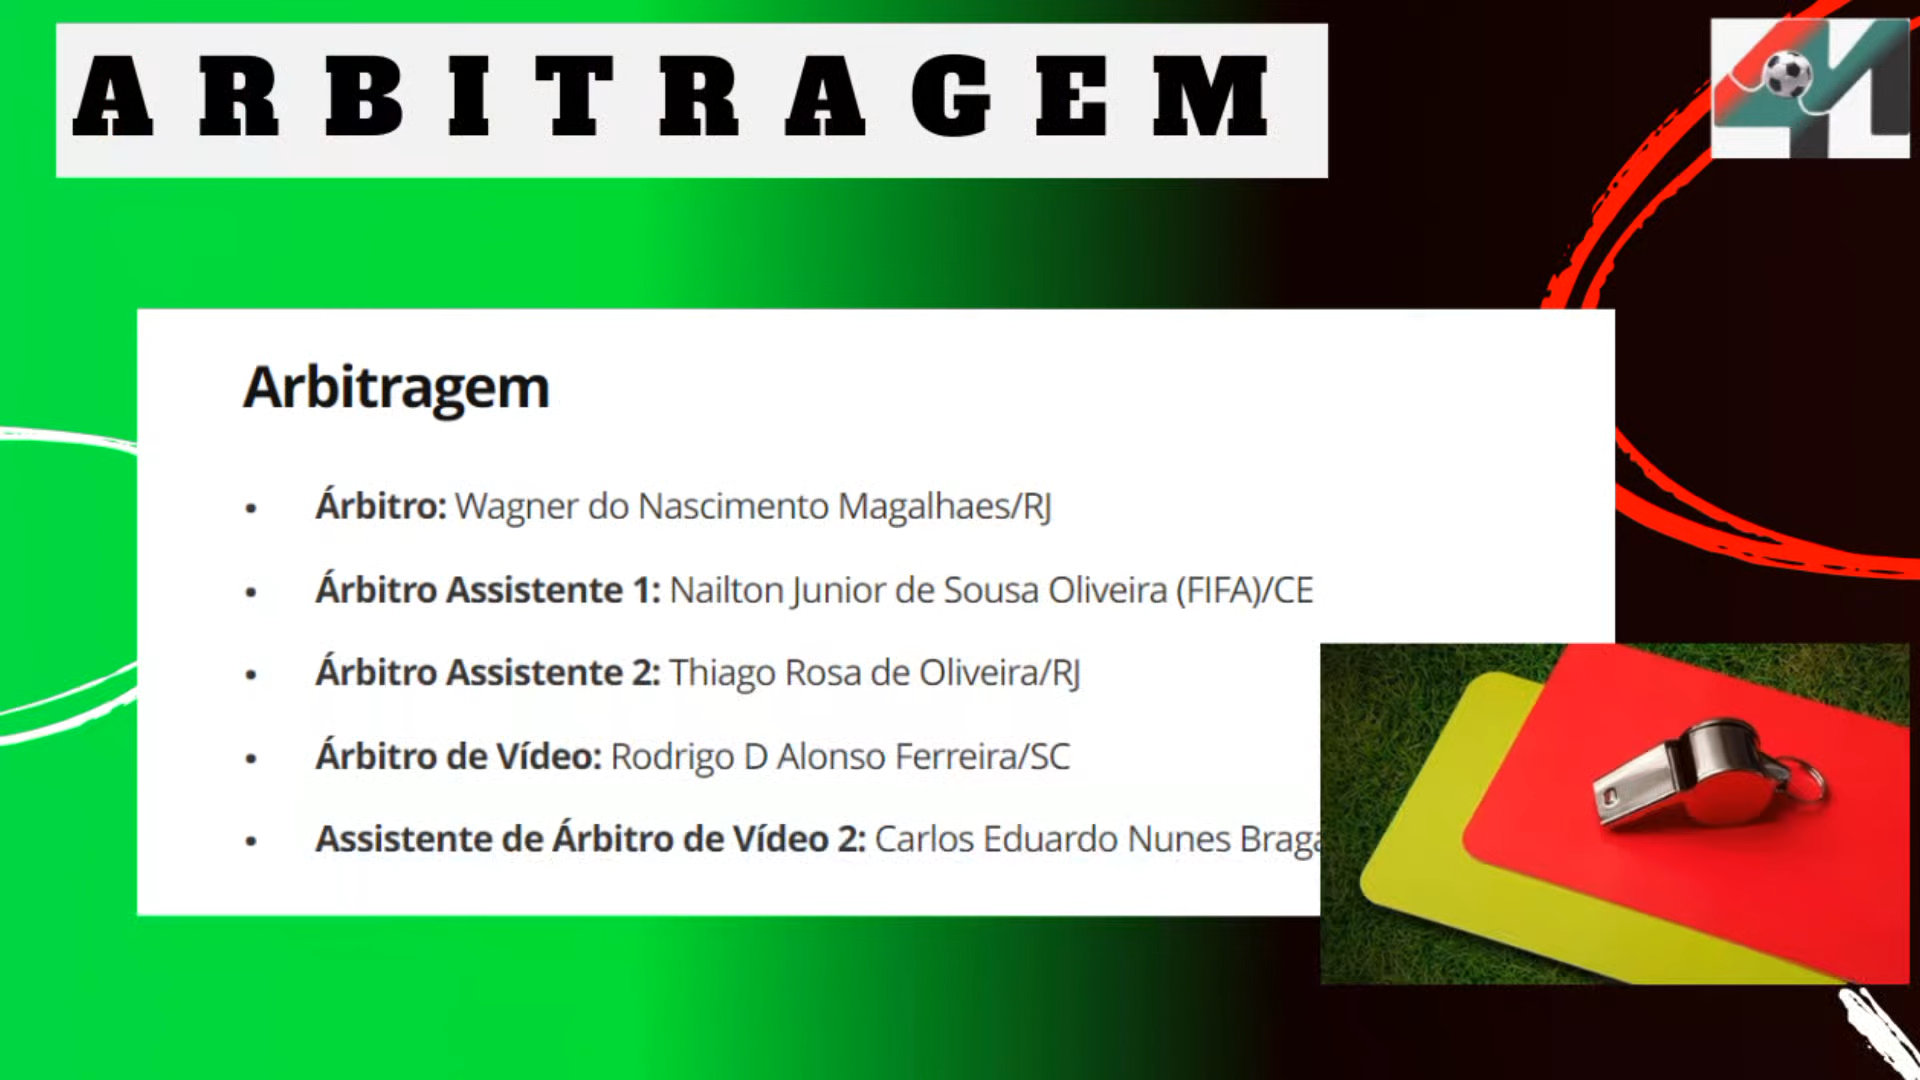 ARBITRAGEM
Arbitragem
• Árbitro: Wagner do Nascimento Magalhaes/RJ
• Árbitro Assistente 1: Nailton Junior de Sousa Oliveira (FIFA)/CE
• Árbitro Assistente 2: Thiago Rosa de Oliveira/RJ
• Árbitro de Vídeo: Rodrigo D Alonso Ferreira/SC
• Assistente de Árbitro de Vídeo 2: Carlos Eduardo Nunes Braga